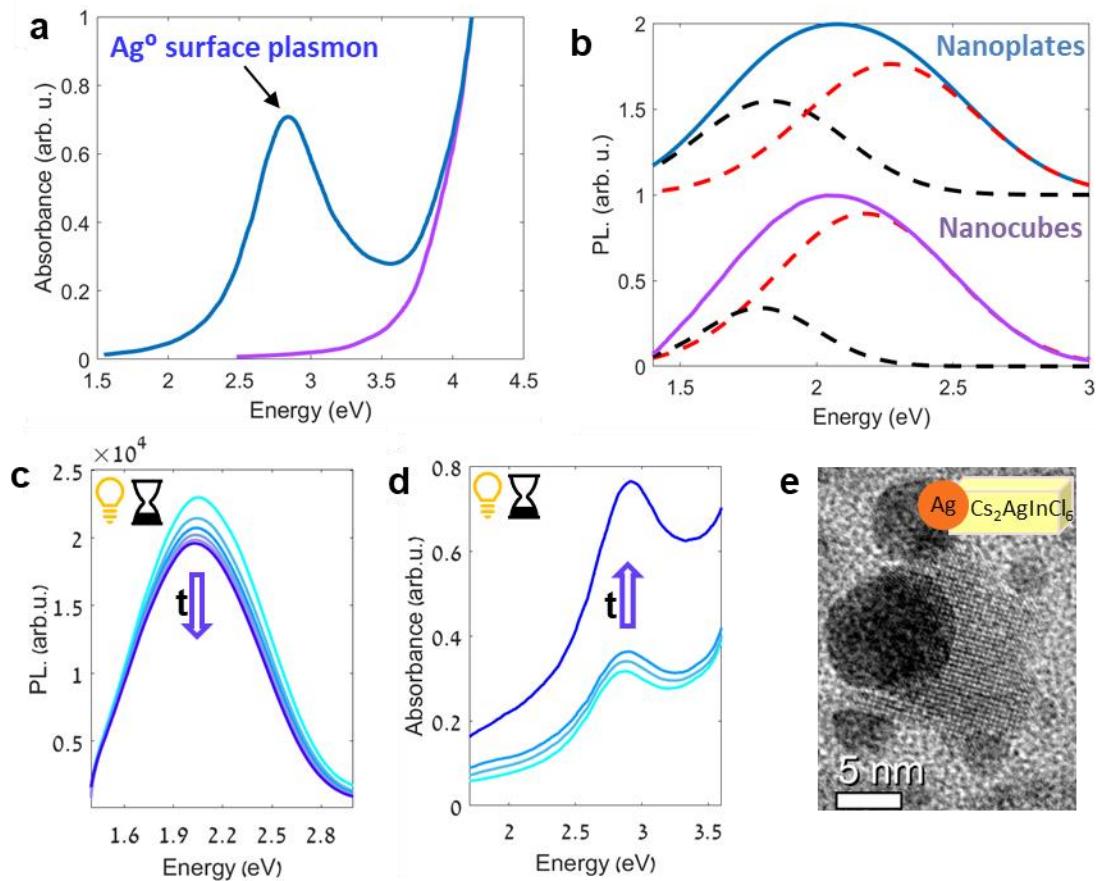 a
Ag⁰ surface plasmon
Absorbance (arb. u.)
1
0.8
0.6
0.4
0.2
0
1.5 2 2.5 3 3.5 4 4.5
Energy (eV)
b
Nanoplates
Nanocubes
PL. (arb. u.)
2
1.5
1
0.5
0
1.5 2 2.5 3
Energy (eV)
c
×10⁴
2.5
2.5
1.5
1.5
0.5
t
PL. (arb.u.)
1.6 1.9 2.2 2.5 2.8
Energy (eV)
d
0.8
0.6
0.4
0.2
0
t
Absorbance (arb.u.)
2 2.5 3 3.5
Energy (eV)
e
Ag
Cs₂AgInCl₆
5 nm